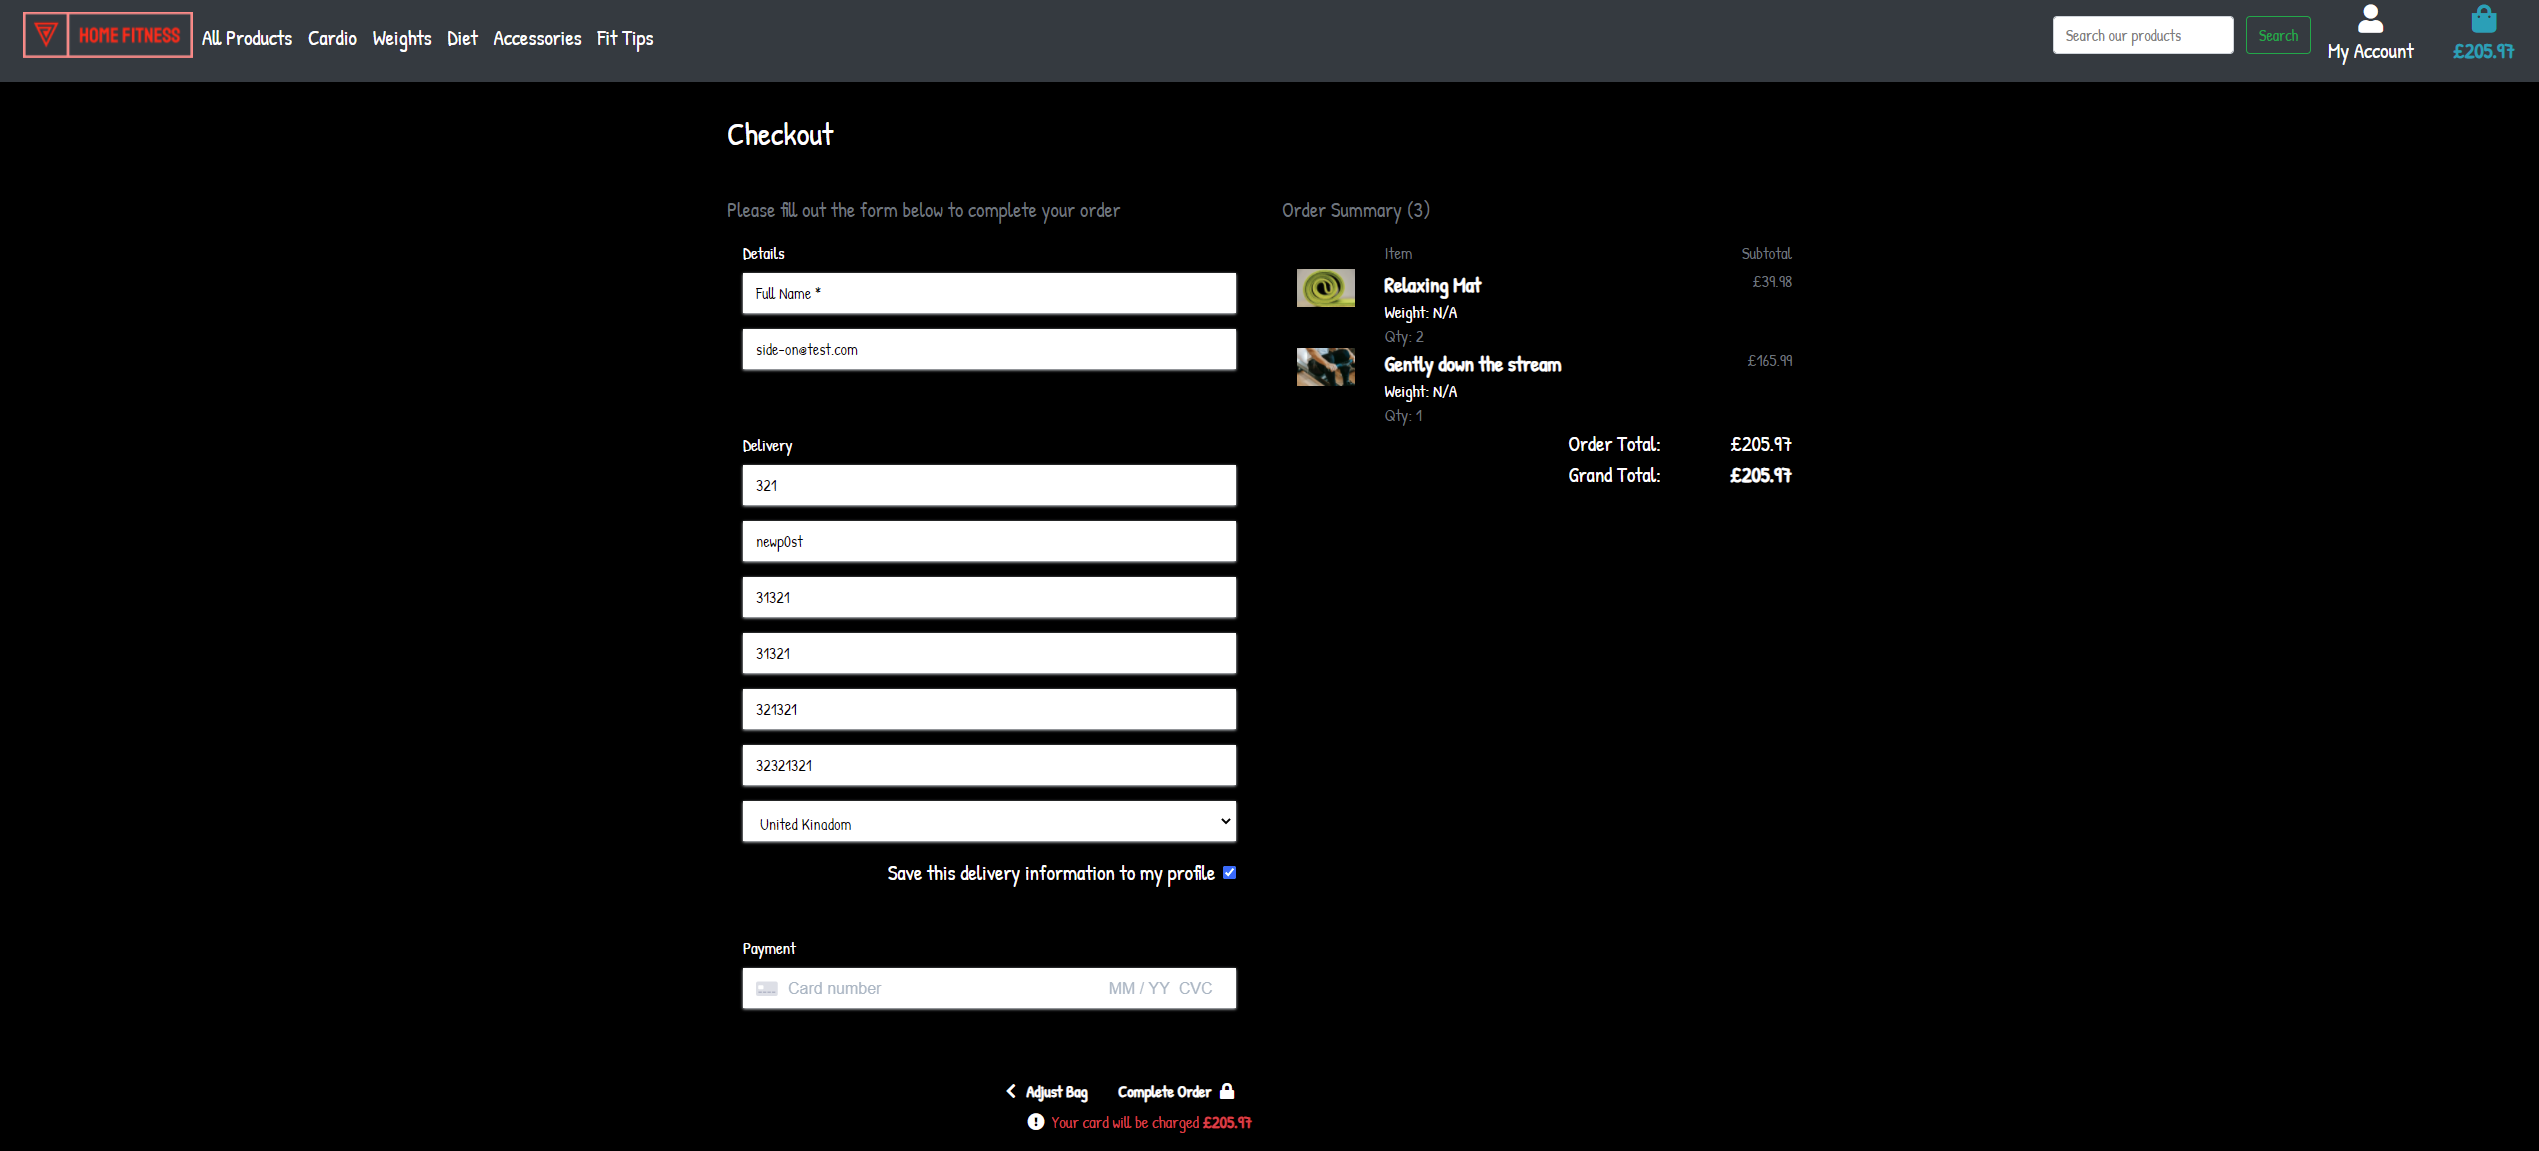 HOME FITNESS
All Products Cardio Weights Diet Accessories Fit Tips
Search our products
Search
My Account
£205.97
Checkout
Please fill out the form below to complete your order
Details
Full Name *
side-on@test.com
Delivery
321
newp0st
31321
31321
321321
32321321
United Kingdom
Save this delivery information to my profile
Payment
Card number MM / YY CVC
Adjust Bag Complete Order
Your card will be charged £205.97
Order Summary (3)
Item Subtotal
Relaxing Mat £39.98
Weight: N/A
Qty: 2
Gently down the stream £165.99
Weight: N/A
Qty: 1
Order Total: £205.97
Grand Total: £205.97